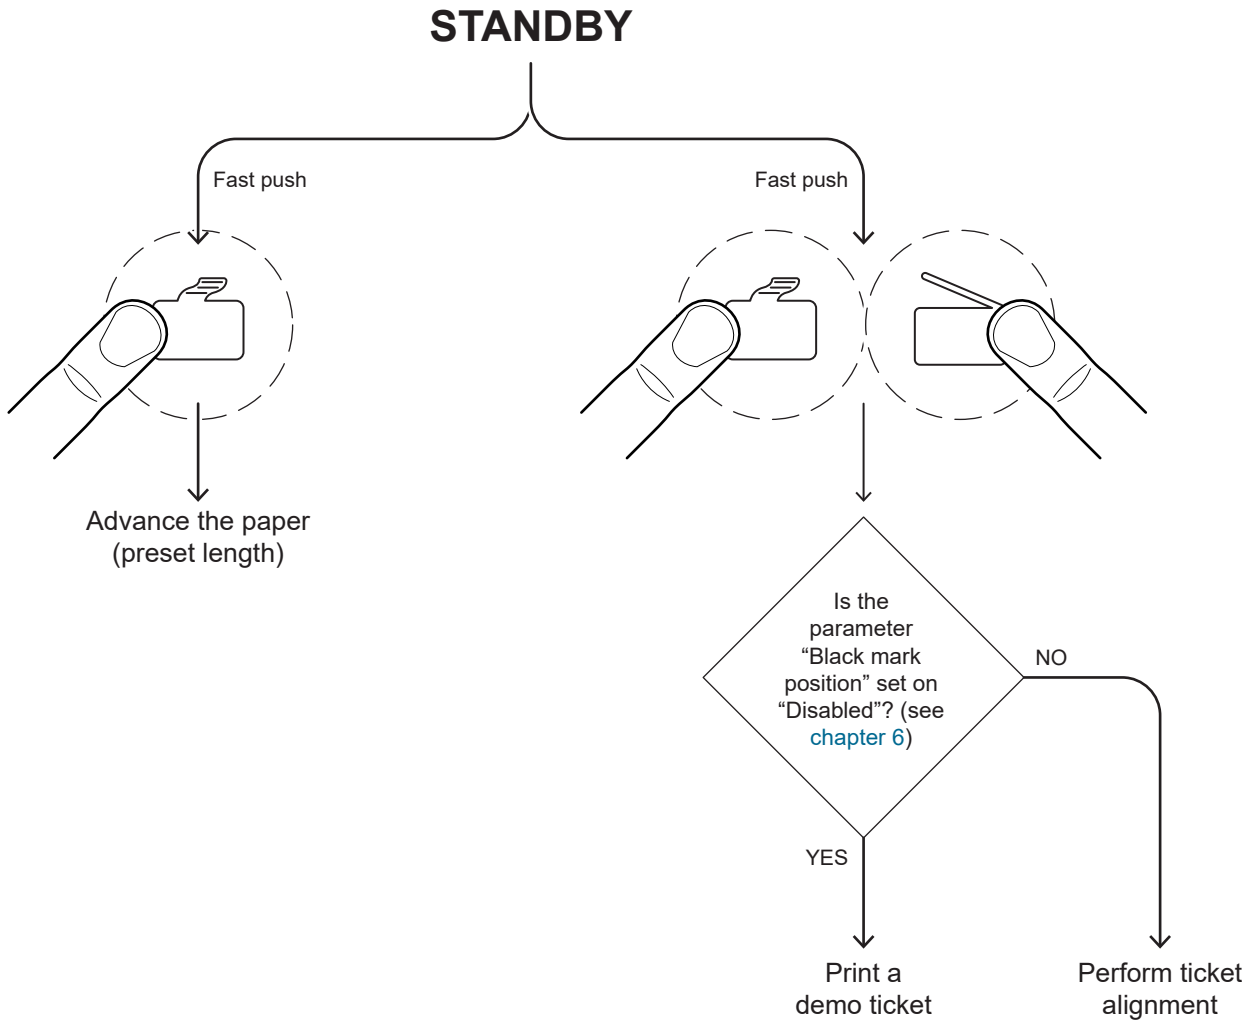 STANDBY
Fast push
Fast push
Advance the paper
(preset length)
Is the
parameter
“Black mark
position” set on
“Disabled”? (see
chapter 6)
NO
YES
Print a
demo ticket
Perform ticket
alignment